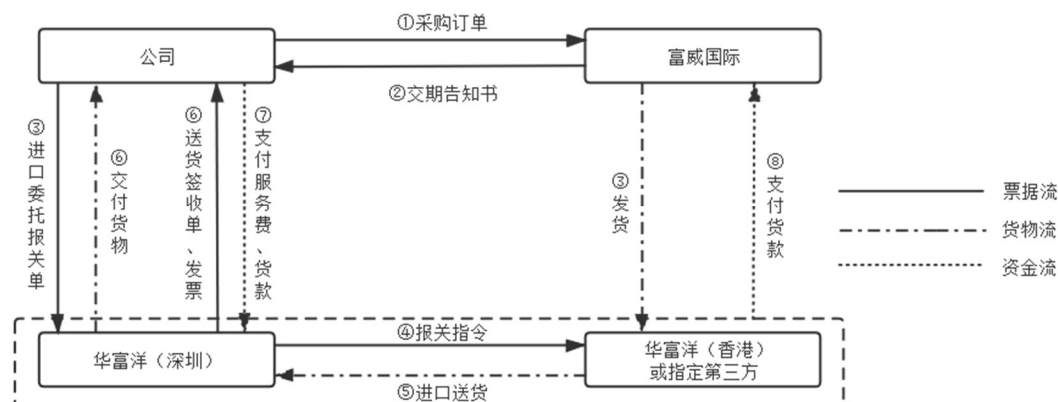 ①采购订单
公司
富威国际
②交期告知书
③进口委托报关单
⑥交付货物
⑥送货签收单、发票
⑦支付服务费、货款
③发货
⑧支付货款
票据流
货物流
资金流
④报关指令
华富洋（深圳）
华富洋（香港）
或指定第三方
⑤进口送货